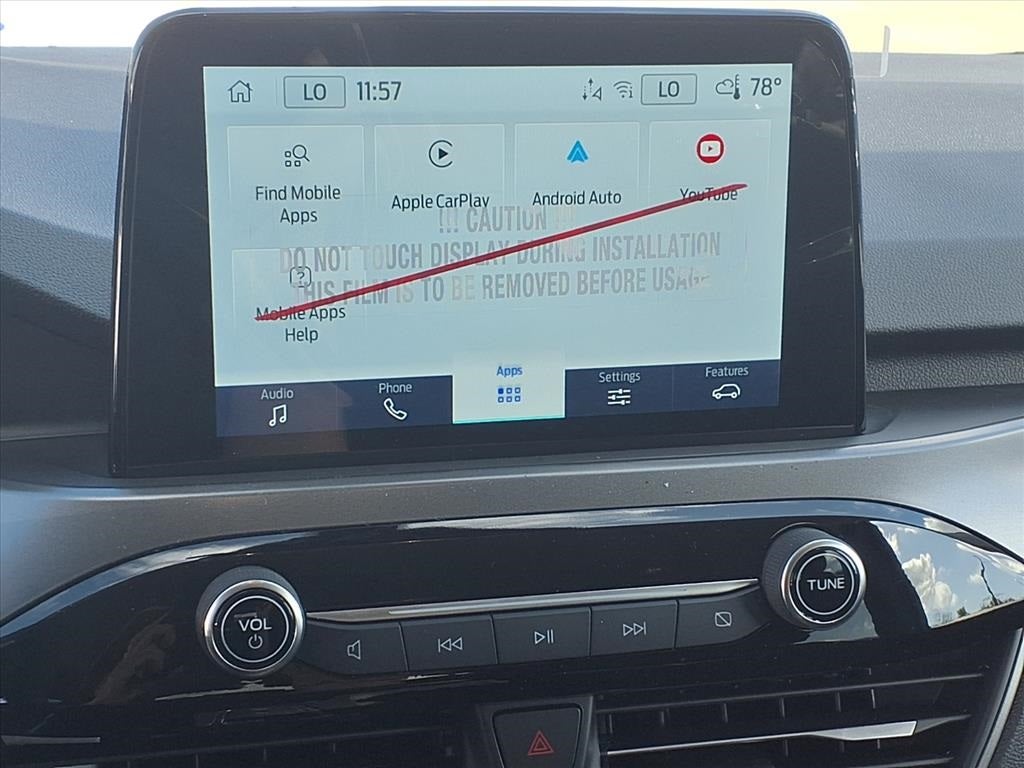 LO 11:57 LO 78°
Find Mobile
Apps
Apple CarPlay
Android Auto
YouTube
!!! CAUTION !!!
DO NOT TOUCH DISPLAY DURING INSTALLATION
THIS FILM IS TO BE REMOVED BEFORE USAGE
?
Mobile Apps
Help
Audio
Phone
Apps
Settings
Features
VOL
TUNE